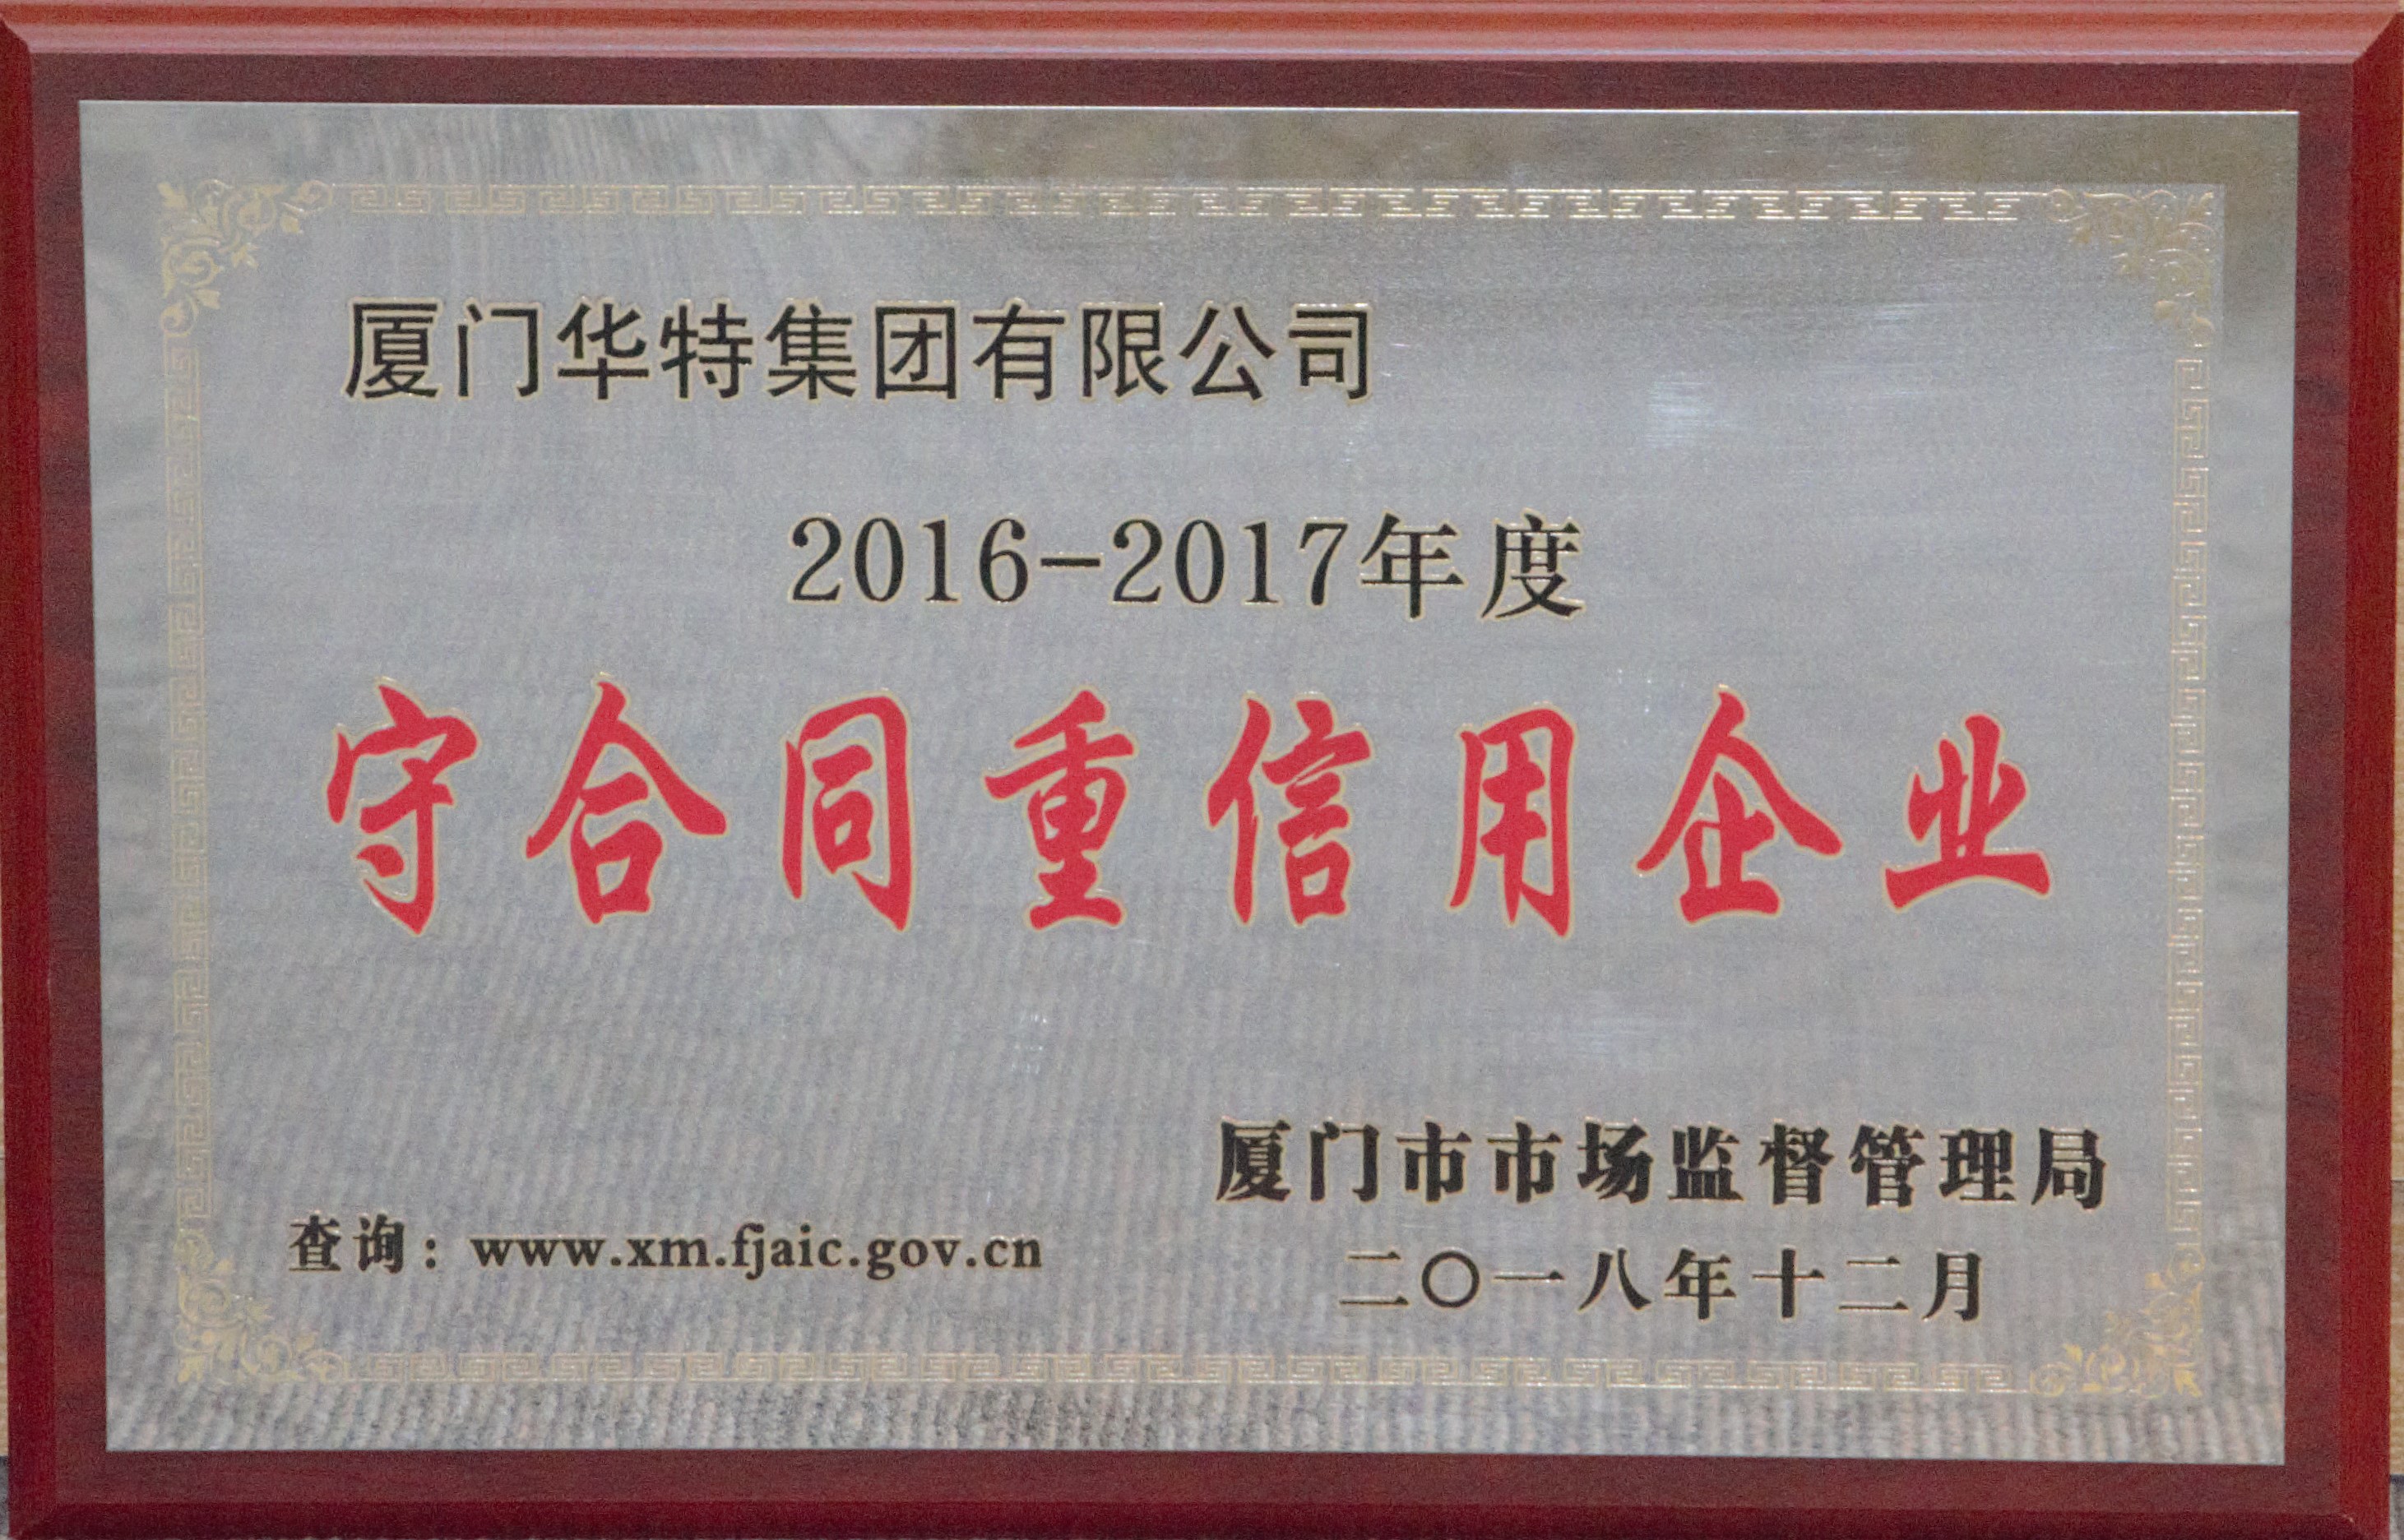 厦门华特集团有限公司
2016-2017年度
守合同重信用企业
厦门市市场监督管理局
查询：www.xm.fjaic.gov.cn
二〇一八年十二月